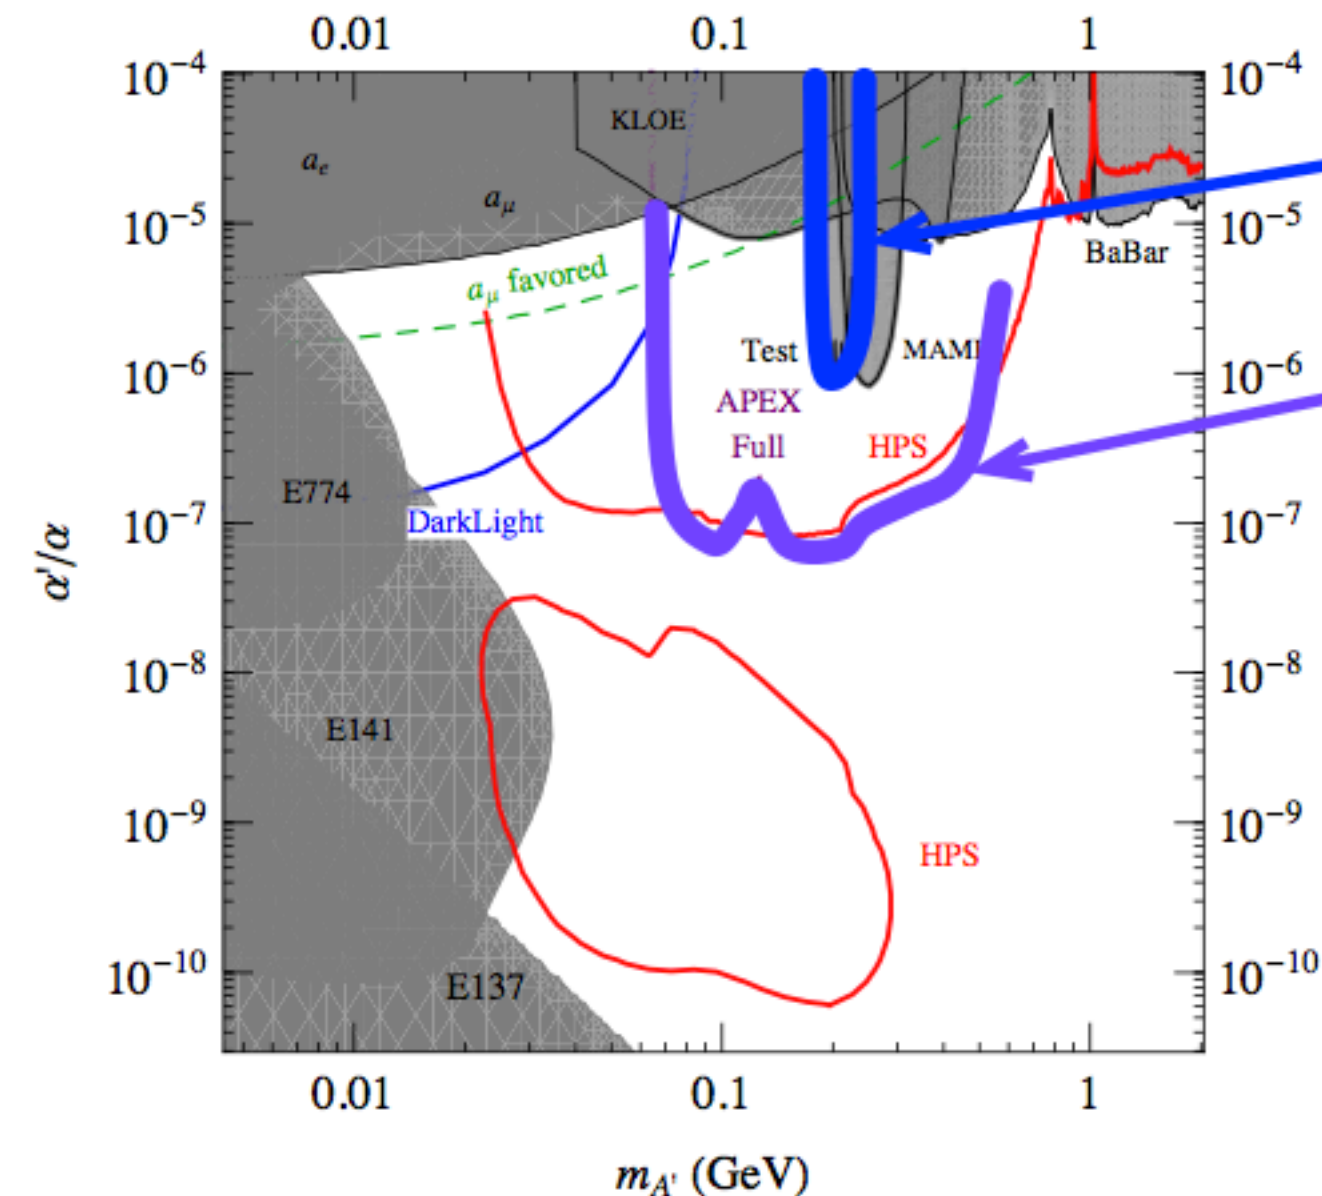 0.01 0.1 1
10⁻⁴ 10⁻⁴
KLOE
aₑ
a_μ
10⁻⁵ 10⁻⁵
BaBar
a_μ favored
Test MAMI
10⁻⁶ 10⁻⁶
APEX
Full HPS
E774
10⁻⁷ DarkLight 10⁻⁷
α'/α
10⁻⁸ 10⁻⁸
E141
10⁻⁹ 10⁻⁹
HPS
10⁻¹⁰ E137 10⁻¹⁰
0.01 0.1 1
m_A' (GeV)